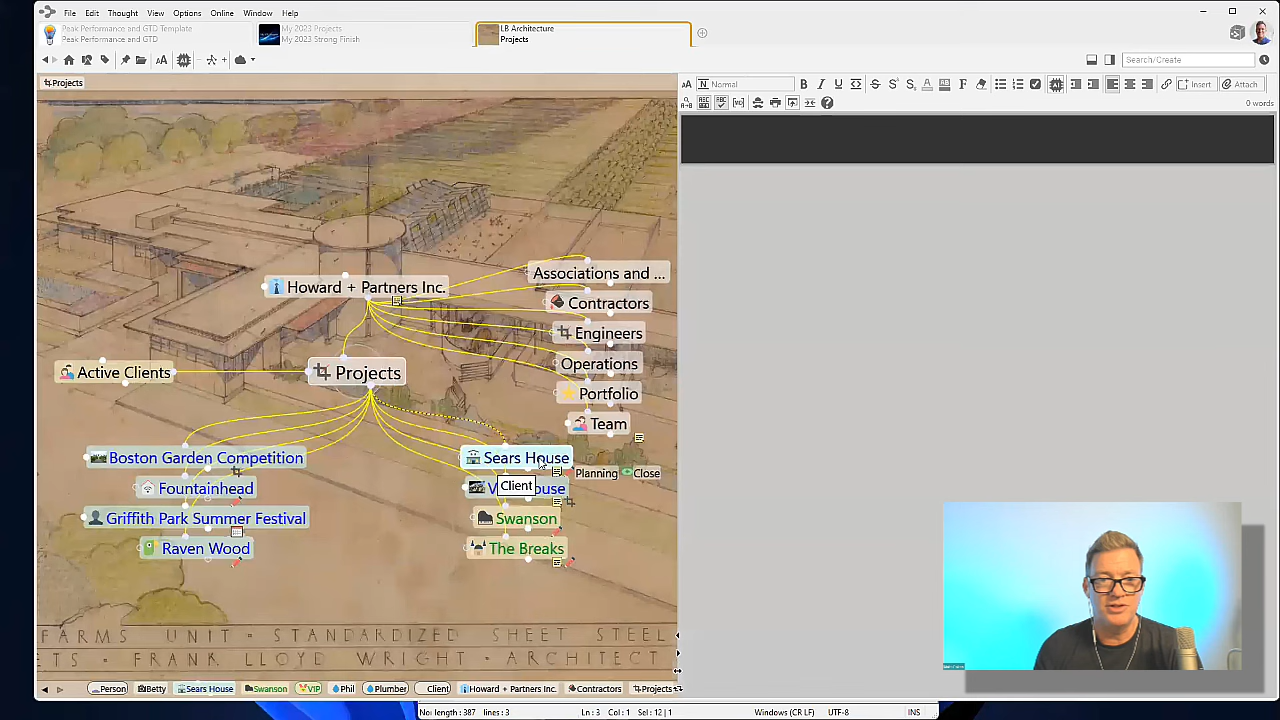 File Edit Thought View Options Online Window Help
Peak Performance and GTD Template
Peak Performance and GTD
My 2023 Projects
My 2023 Strong Finish
LB Architecture
Projects
Search/Create
Projects
Normal
Insert
Attach
0 words
Howard + Partners Inc.
Associations and ...
Contractors
Engineers
Operations
Portfolio
Team
Active Clients
Projects
Boston Garden Competition
Fountainhead
Griffith Park Summer Festival
Raven Wood
Sears House
Planning
Close
Client
Swanson
The Breaks
FARMS UNIT · STANDARDIZED SHEET STEEL
ETS · FRANK LLOYD WRIGHT · ARCHITECT
Person Betty Sears House Swanson VIP Phil Plumber Client Howard + Partners Inc. Contractors Projects
length : 387 lines : 3 Ln : 3 Col : 1 Sel : 12 | 1 Windows (CR LF) UTF-8 INS